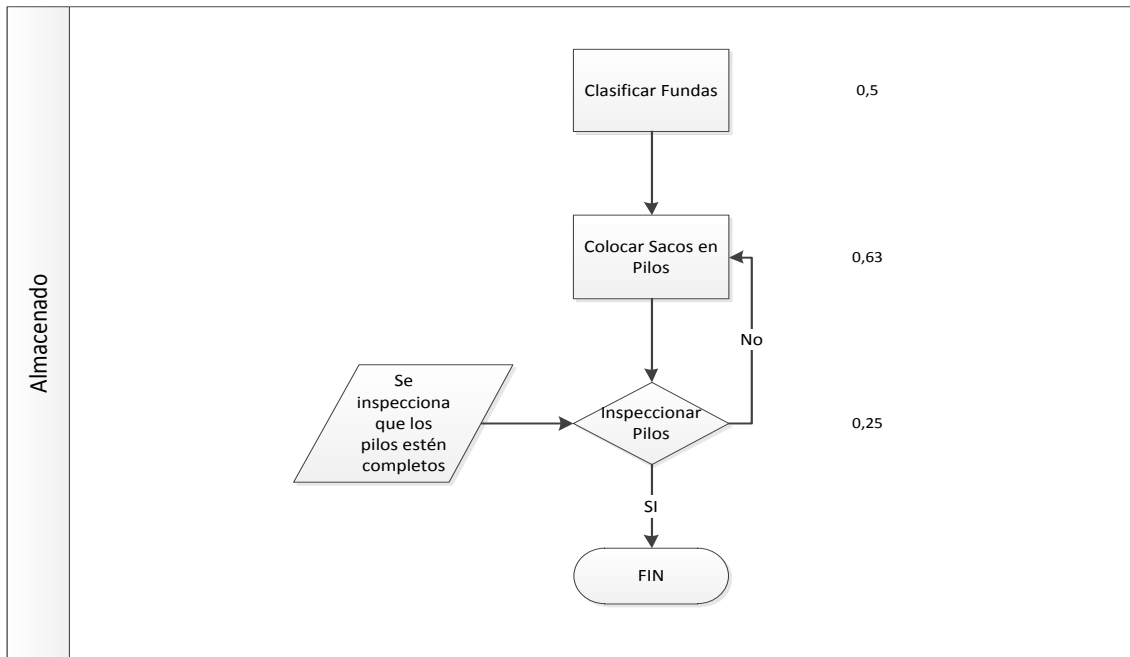 Almacenado
Clasificar Fundas
0,5
Colocar Sacos en
Pilos
0,63
No
Se
inspecciona
que los
pilos estén
completos
Inspeccionar
Pilos
0,25
SI
FIN